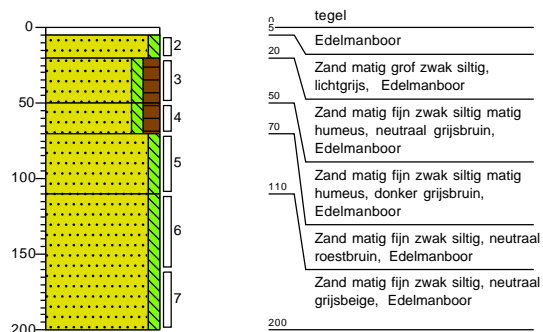 0
50
100
150
200
2
3
4
5
6
7
0
tegel
5
Edelmanboor
20
Zand matig grof zwak siltig,
lichtgrijs, Edelmanboor
50
Zand matig fijn zwak siltig matig
humeus, neutraal grijsbruin,
Edelmanboor
70
Zand matig fijn zwak siltig matig
humeus, donker grijsbruin,
Edelmanboor
110
Zand matig fijn zwak siltig, neutraal
roestbruin, Edelmanboor
Zand matig fijn zwak siltig, neutraal
grijsbeige, Edelmanboor
200